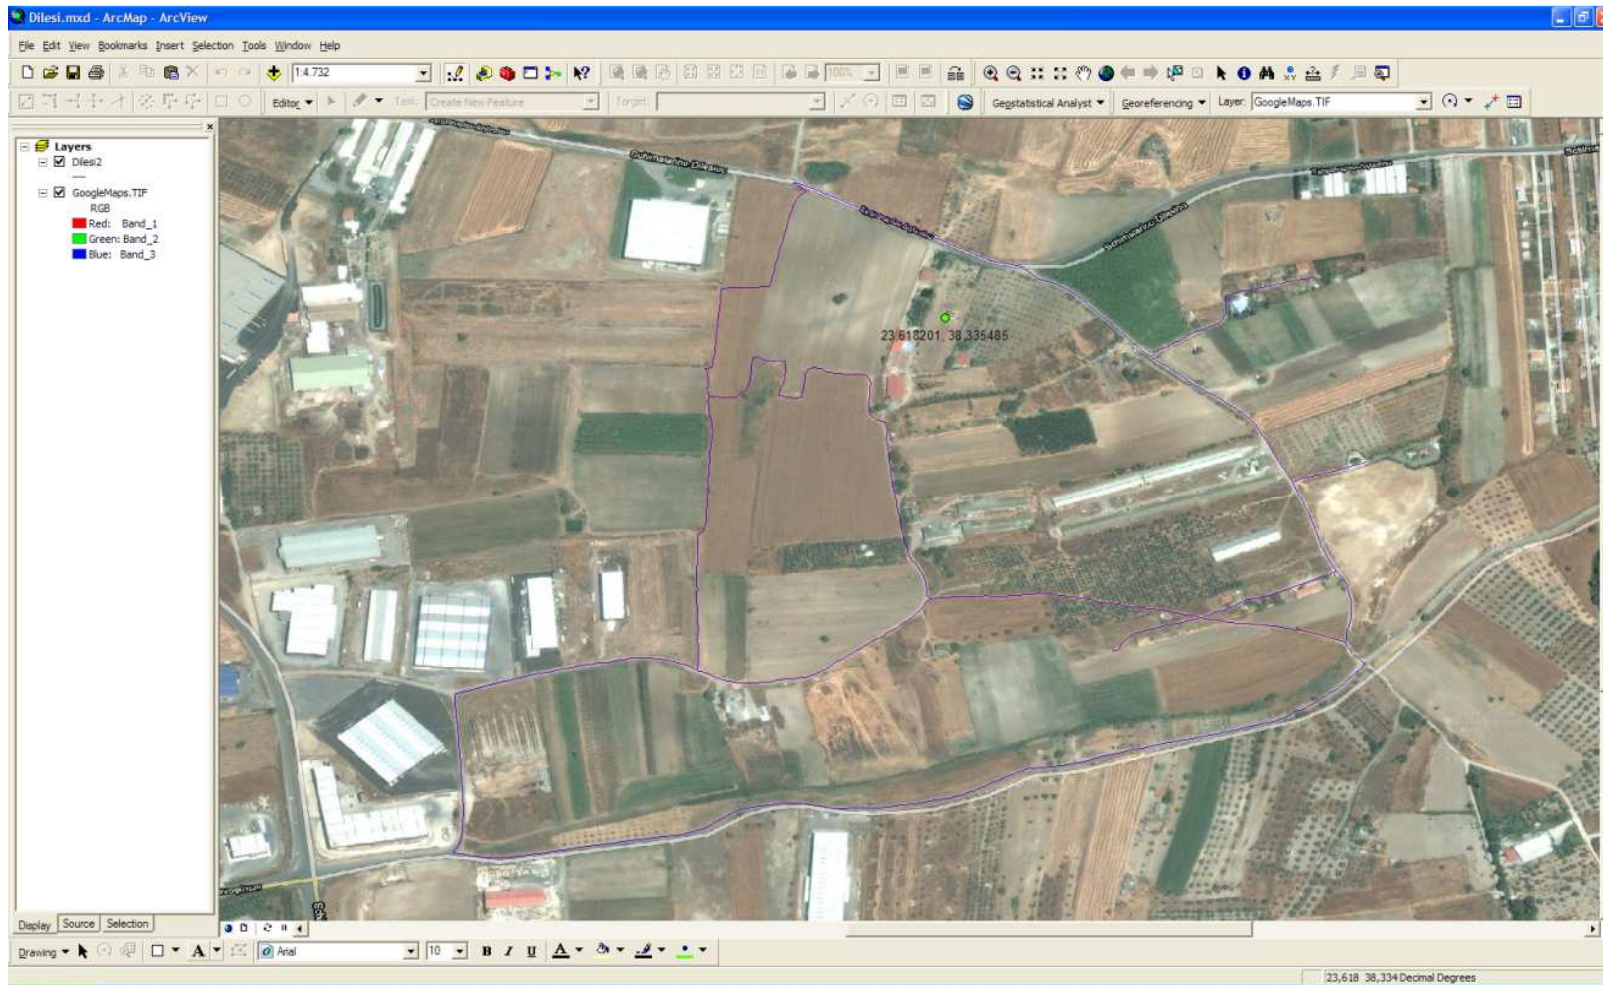 Dilesi.mxd - ArcMap - ArcView
File Edit View Bookmarks Insert Selection Tools Window Help
1:4.732
100%
Editor Task: Create New Feature Target: Geostatistical Analyst Georeferencing Layer: GoogleMaps.TIF
Layers
Dilesi2
GoogleMaps.TIF
RGB
Red: Band_1
Green: Band_2
Blue: Band_3
23,618201, 38,335485
Display Source Selection
Drawing A Arial 10 B I U A
23,618 38,334 Decimal Degrees